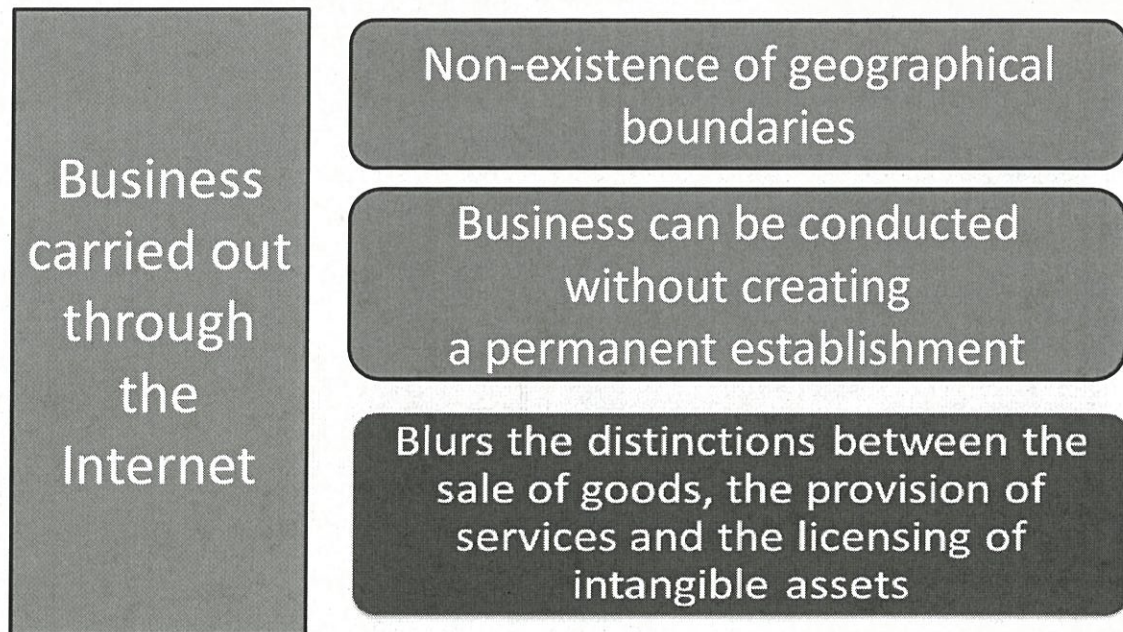 Business
carried out
through
the
Internet
Non-existence of geographical
boundaries
Business can be conducted
without creating
a permanent establishment
Blurs the distinctions between the
sale of goods, the provision of
services and the licensing of
intangible assets